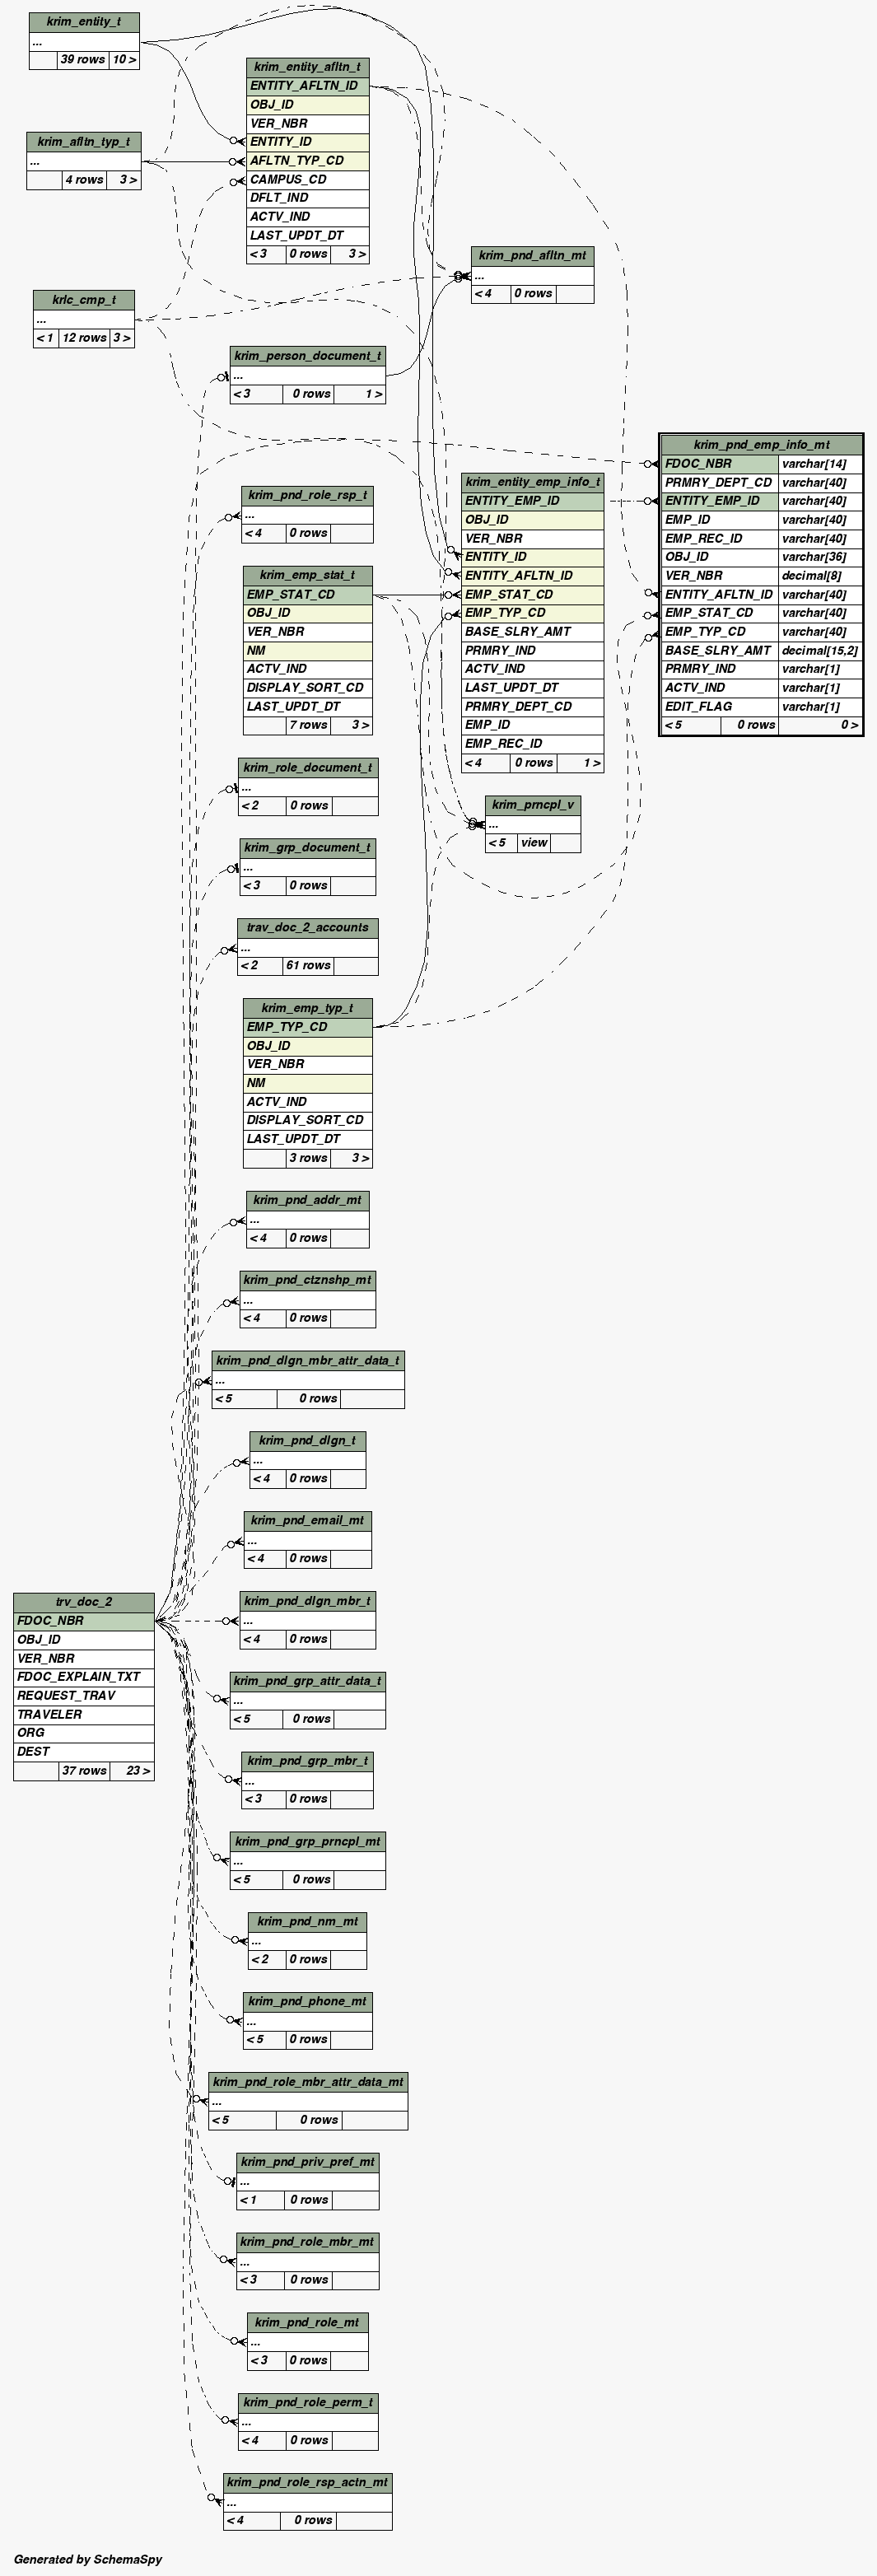 krim_entity_t
...
39 rows 10 >
krim_afltn_typ_t
...
4 rows 3 >
krlc_cmp_t
...
< 1 12 rows 3 >
krim_entity_afltn_t
ENTITY_AFLTN_ID
OBJ_ID
VER_NBR
ENTITY_ID
AFLTN_TYP_CD
CAMPUS_CD
DFLT_IND
ACTV_IND
LAST_UPDT_DT
< 3 0 rows 3 >
krim_pnd_afltn_mt
...
< 4 0 rows
krim_person_document_t
...
< 3 0 rows 1 >
krim_pnd_emp_info_mt
FDOC_NBR varchar[14]
PRMRY_DEPT_CD varchar[40]
ENTITY_EMP_ID varchar[40]
EMP_ID varchar[40]
EMP_REC_ID varchar[40]
OBJ_ID varchar[36]
VER_NBR decimal[8]
ENTITY_AFLTN_ID varchar[40]
EMP_STAT_CD varchar[40]
EMP_TYP_CD varchar[40]
BASE_SLRY_AMT decimal[15,2]
PRMRY_IND varchar[1]
ACTV_IND varchar[1]
EDIT_FLAG varchar[1]
< 5 0 rows 0 >
krim_entity_emp_info_t
ENTITY_EMP_ID
OBJ_ID
VER_NBR
ENTITY_ID
ENTITY_AFLTN_ID
EMP_STAT_CD
EMP_TYP_CD
BASE_SLRY_AMT
PRMRY_IND
ACTV_IND
LAST_UPDT_DT
PRMRY_DEPT_CD
EMP_ID
EMP_REC_ID
< 4 0 rows 1 >
krim_pnd_role_rsp_t
...
< 4 0 rows
krim_emp_stat_t
EMP_STAT_CD
OBJ_ID
VER_NBR
NM
ACTV_IND
DISPLAY_SORT_CD
LAST_UPDT_DT
7 rows 3 >
krim_role_document_t
...
< 2 0 rows
krim_prncpl_v
...
< 5 view
krim_grp_document_t
...
< 3 0 rows
trav_doc_2_accounts
...
< 2 61 rows
krim_emp_typ_t
EMP_TYP_CD
OBJ_ID
VER_NBR
NM
ACTV_IND
DISPLAY_SORT_CD
LAST_UPDT_DT
3 rows 3 >
krim_pnd_addr_mt
...
< 4 0 rows
krim_pnd_ctznshp_mt
...
< 4 0 rows
krim_pnd_dlgn_mbr_attr_data_t
...
< 5 0 rows
krim_pnd_dlgn_t
...
< 4 0 rows
krim_pnd_email_mt
...
< 4 0 rows
krim_pnd_dlgn_mbr_t
...
< 4 0 rows
trv_doc_2
FDOC_NBR
OBJ_ID
VER_NBR
FDOC_EXPLAIN_TXT
REQUEST_TRAV
TRAVELER
ORG
DEST
37 rows 23 >
krim_pnd_grp_attr_data_t
...
< 5 0 rows
krim_pnd_grp_mbr_t
...
< 3 0 rows
krim_pnd_grp_prncpl_mt
...
< 5 0 rows
krim_pnd_nm_mt
...
< 2 0 rows
krim_pnd_phone_mt
...
< 5 0 rows
krim_pnd_role_mbr_attr_data_mt
...
< 5 0 rows
krim_pnd_priv_pref_mt
...
< 1 0 rows
krim_pnd_role_mbr_mt
...
< 3 0 rows
krim_pnd_role_mt
...
< 3 0 rows
krim_pnd_role_perm_t
...
< 4 0 rows
krim_pnd_role_rsp_actn_mt
...
< 4 0 rows
Generated by SchemaSpy